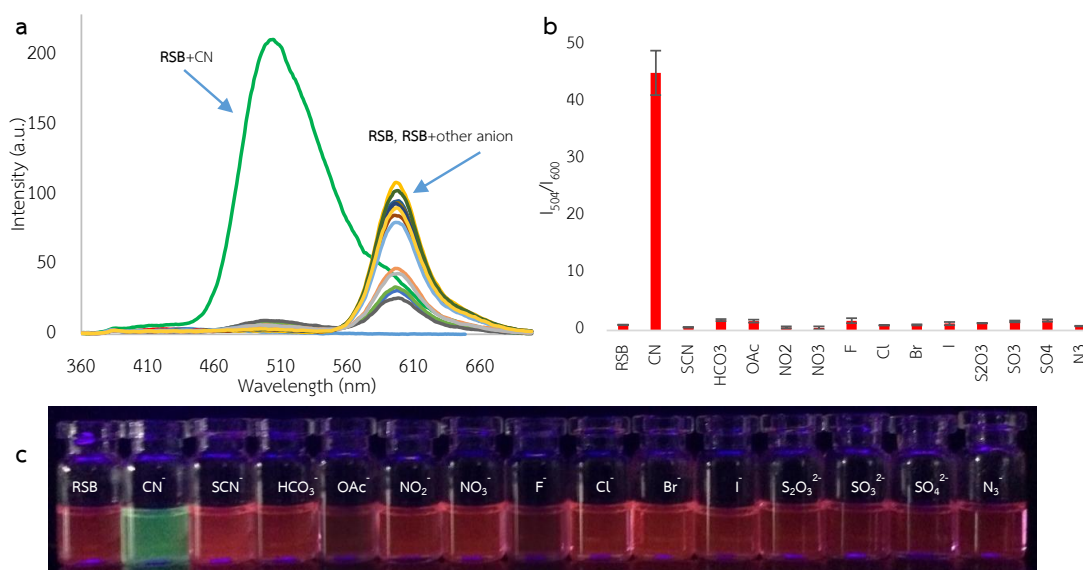 a
RSB+CN
RSB, RSB+other anion
Intensity (a.u.)
200
150
100
50
0
360 410 460 510 560 610 660
Wavelength (nm)
b
I504/I600
50
40
30
20
10
0
RSB CN SCN HCO3 OAc NO2 NO3 F Cl Br I S2O3 SO3 SO4 N3
c
RSB CN⁻ SCN⁻ HCO₃⁻ OAc⁻ NO₂⁻ NO₃⁻ F⁻ Cl⁻ Br⁻ I⁻ S₂O₃²⁻ SO₃²⁻ SO₄²⁻ N₃⁻